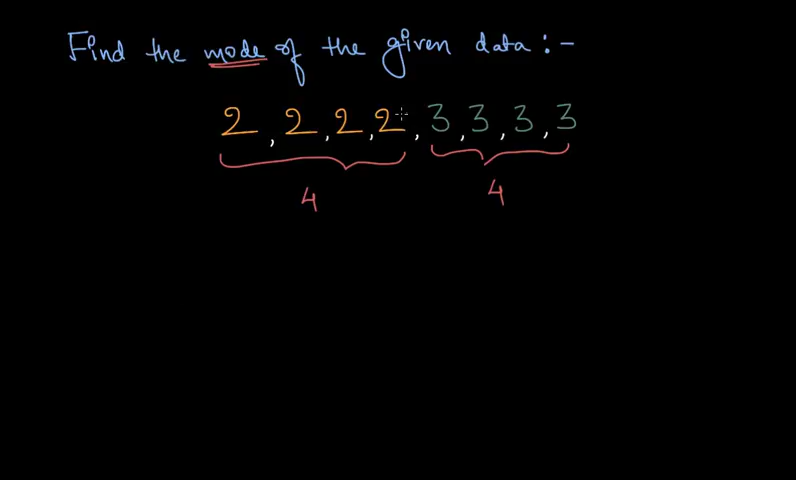 Find the mode of the given data :-
2, 2, 2, 2, 3, 3, 3, 3
4 4